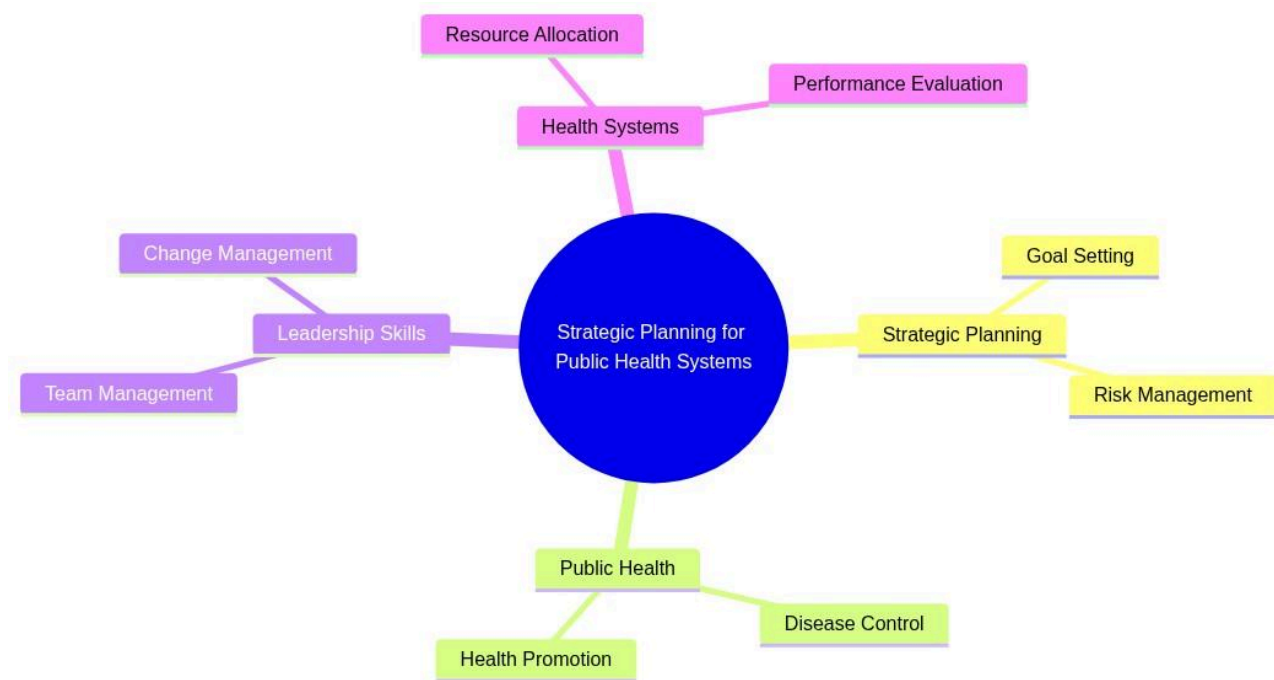 Resource Allocation
Performance Evaluation
Health Systems
Change Management
Goal Setting
Leadership Skills
Strategic Planning for
Public Health Systems
Strategic Planning
Team Management
Risk Management
Public Health
Disease Control
Health Promotion